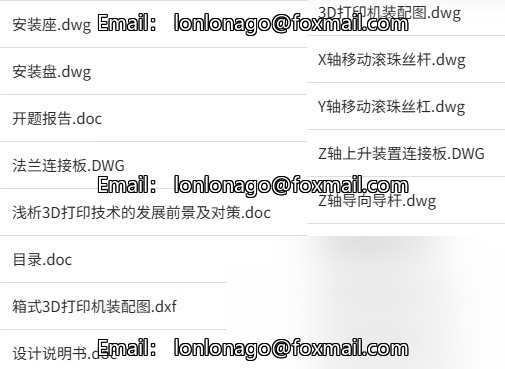 安装座.dwg
Email： lonlonago@foxmail.com
安装盘.dwg
开题报告.doc
法兰连接板.DWG
Email： lonlonago@foxmail.com
浅析3D打印技术的发展前景及对策.doc
目录.doc
箱式3D打印机装配图.dxf
设计说明书.doc
Email： lonlonago@foxmail.com
3D打印机装配图.dwg
X轴移动滚珠丝杆.dwg
Y轴移动滚珠丝杠.dwg
Z轴上升装置连接板.DWG
Z轴导向导杆.dwg